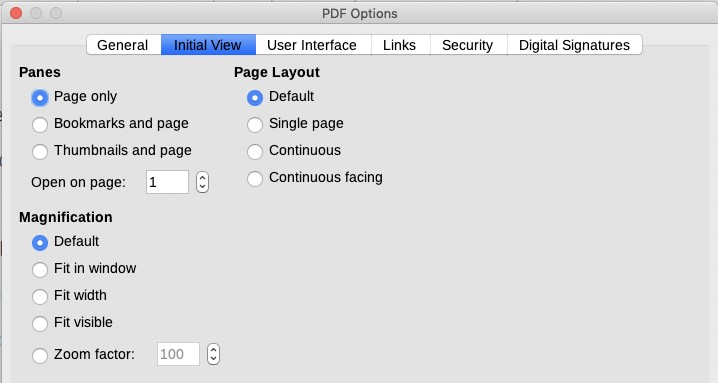 PDF Options
General Initial View User Interface Links Security Digital Signatures
Panes
Page only
Bookmarks and page
Thumbnails and page
Open on page: 1
Page Layout
Default
Single page
Continuous
Continuous facing
Magnification
Default
Fit in window
Fit width
Fit visible
Zoom factor: 100